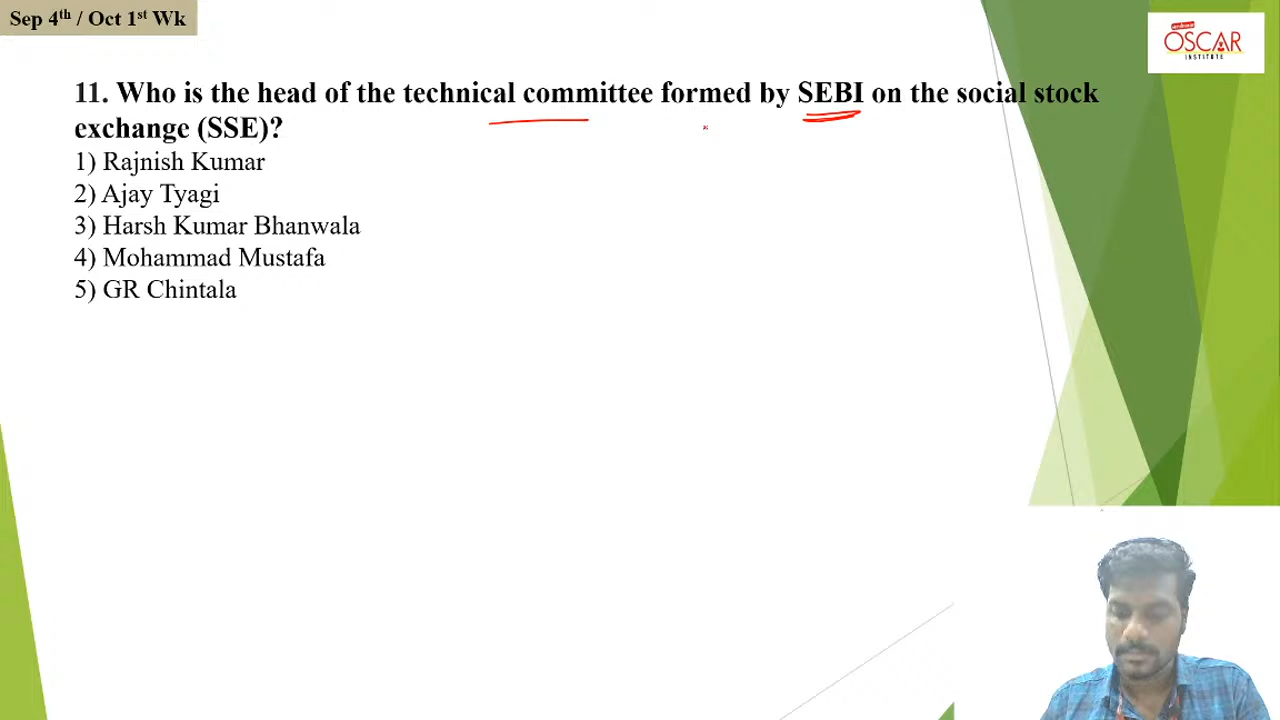 Sep 4th / Oct 1st Wk
OSCAR
INSTITUTE
11. Who is the head of the technical committee formed by SEBI on the social stock
exchange (SSE)?
1) Rajnish Kumar
2) Ajay Tyagi
3) Harsh Kumar Bhanwala
4) Mohammad Mustafa
5) GR Chintala